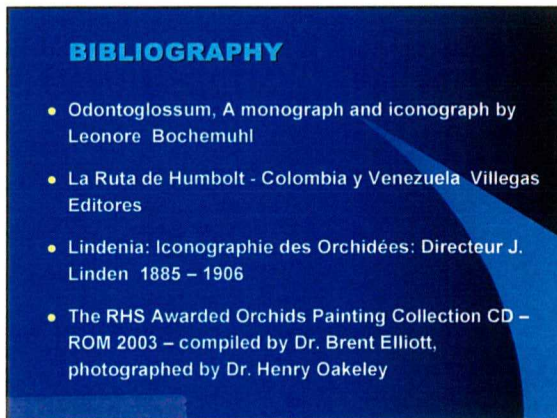 BIBLIOGRAPHY
Odontoglossum, A monograph and iconograph by
Leonore Bochemuhl
La Ruta de Humbolt - Colombia y Venezuela Villegas
Editores
Lindenia: Iconographie des Orchidées: Directeur J.
Linden 1885 – 1906
The RHS Awarded Orchids Painting Collection CD –
ROM 2003 – compiled by Dr. Brent Elliott,
photographed by Dr. Henry Oakeley